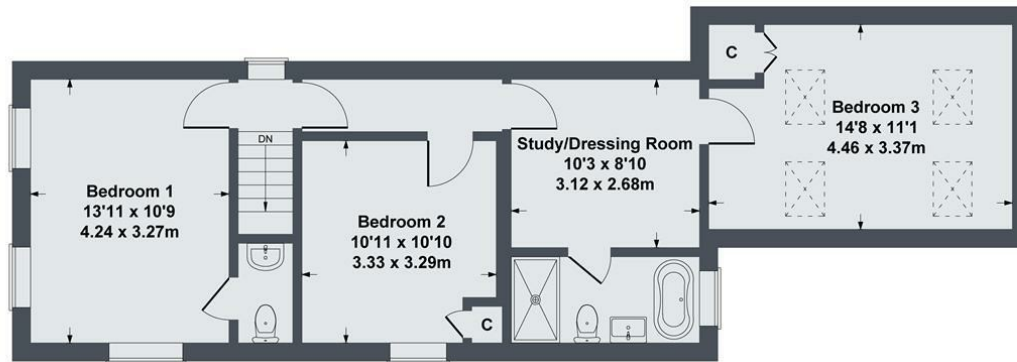 C
Bedroom 3
14'8 x 11'1
4.46 x 3.37m
DN
Study/Dressing Room
10'3 x 8'10
3.12 x 2.68m
Bedroom 1
13'11 x 10'9
4.24 x 3.27m
Bedroom 2
10'11 x 10'10
3.33 x 3.29m
C